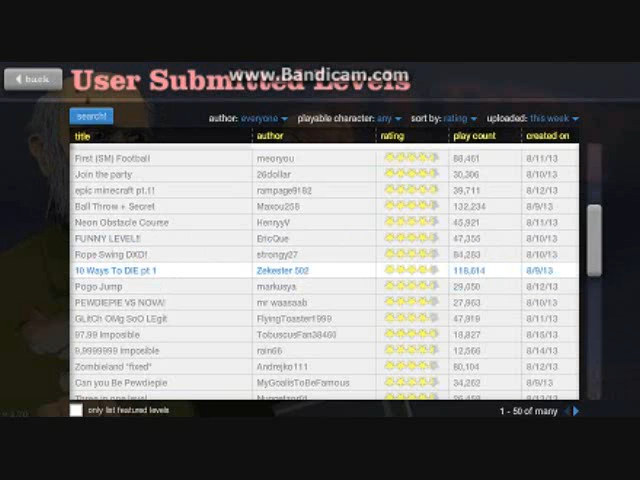 www.Bandicam.com
back
User Submitted Levels
search! author: everyone playable character: any sort by: rating uploaded: this week
title author rating play count created on
First (SM) Football meoryou 88,461 8/11/13
Join the party 26dollar 30,306 8/10/13
epic minecraft pt.1! rampage9182 39,711 8/12/13
Ball Throw + Secret Maxou258 132,234 8/9/13
Neon Obstacle Course HenryyV 45,921 8/11/13
FUNNY LEVEL!! EricQue 47,355 8/10/13
Rope Swing DXD! strongy27 84,283 8/10/13
10 Ways To DIE pt 1 Zekester 502 118,614 8/9/13
Pogo Jump markusya 29,050 8/12/13
PEWDIEPIE VS NOVA! mr waasaab 27,963 8/10/13
GLitCh OMg SoO LEgit FlyingToaster1999 47,919 8/11/13
97.99 Imposible TobuscusFan38460 18,827 8/15/13
9,9999999 Imposible rain66 12,566 8/14/13
Zombieland "fixed" Andrejko111 80,104 8/12/13
Can you Be Pewdiepie MyGoalisToBeFamous 34,262 8/9/13
only list featured levels 1 - 50 of many